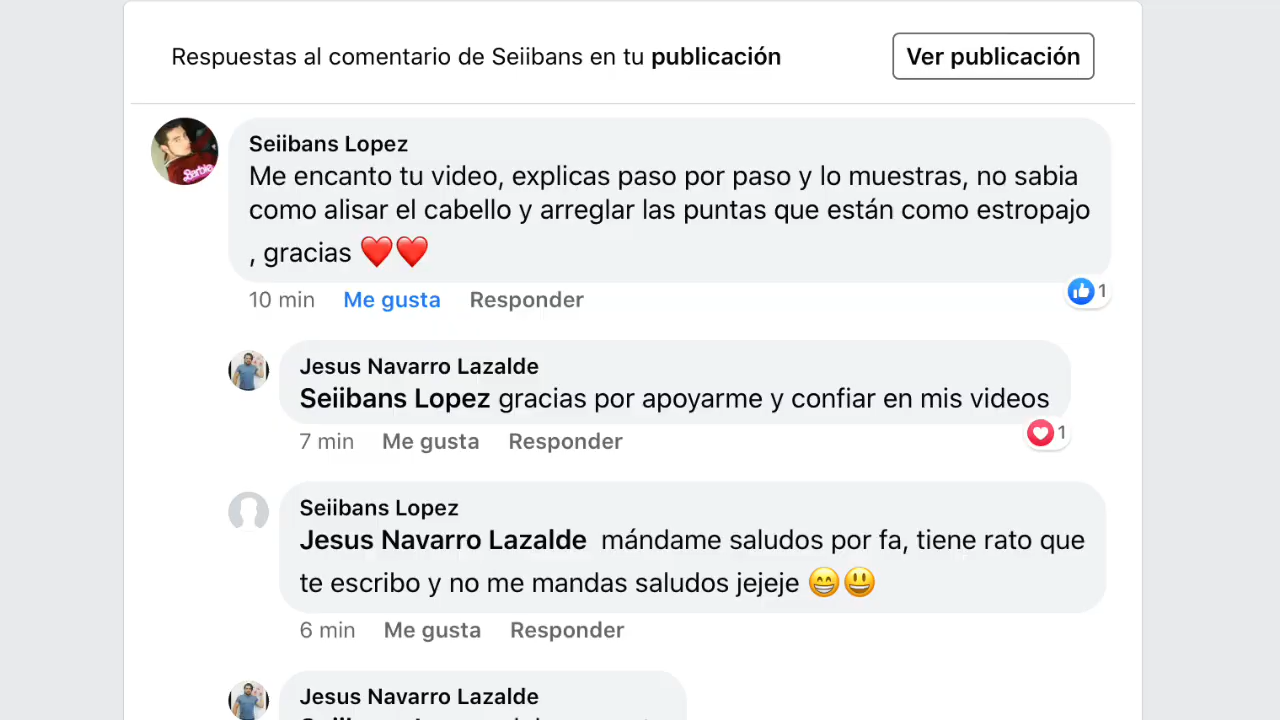 Respuestas al comentario de Seiibans en tu publicación
Ver publicación
Barbie
Seiibans Lopez
Me encanto tu video, explicas paso por paso y lo muestras, no sabia
como alisar el cabello y arreglar las puntas que están como estropajo
, gracias ❤️❤️
10 min Me gusta Responder
1
Jesus Navarro Lazalde
Seiibans Lopez gracias por apoyarme y confiar en mis videos
7 min Me gusta Responder
1
Seiibans Lopez
Jesus Navarro Lazalde mándame saludos por fa, tiene rato que
te escribo y no me mandas saludos jejeje 😁😃
6 min Me gusta Responder
Jesus Navarro Lazalde